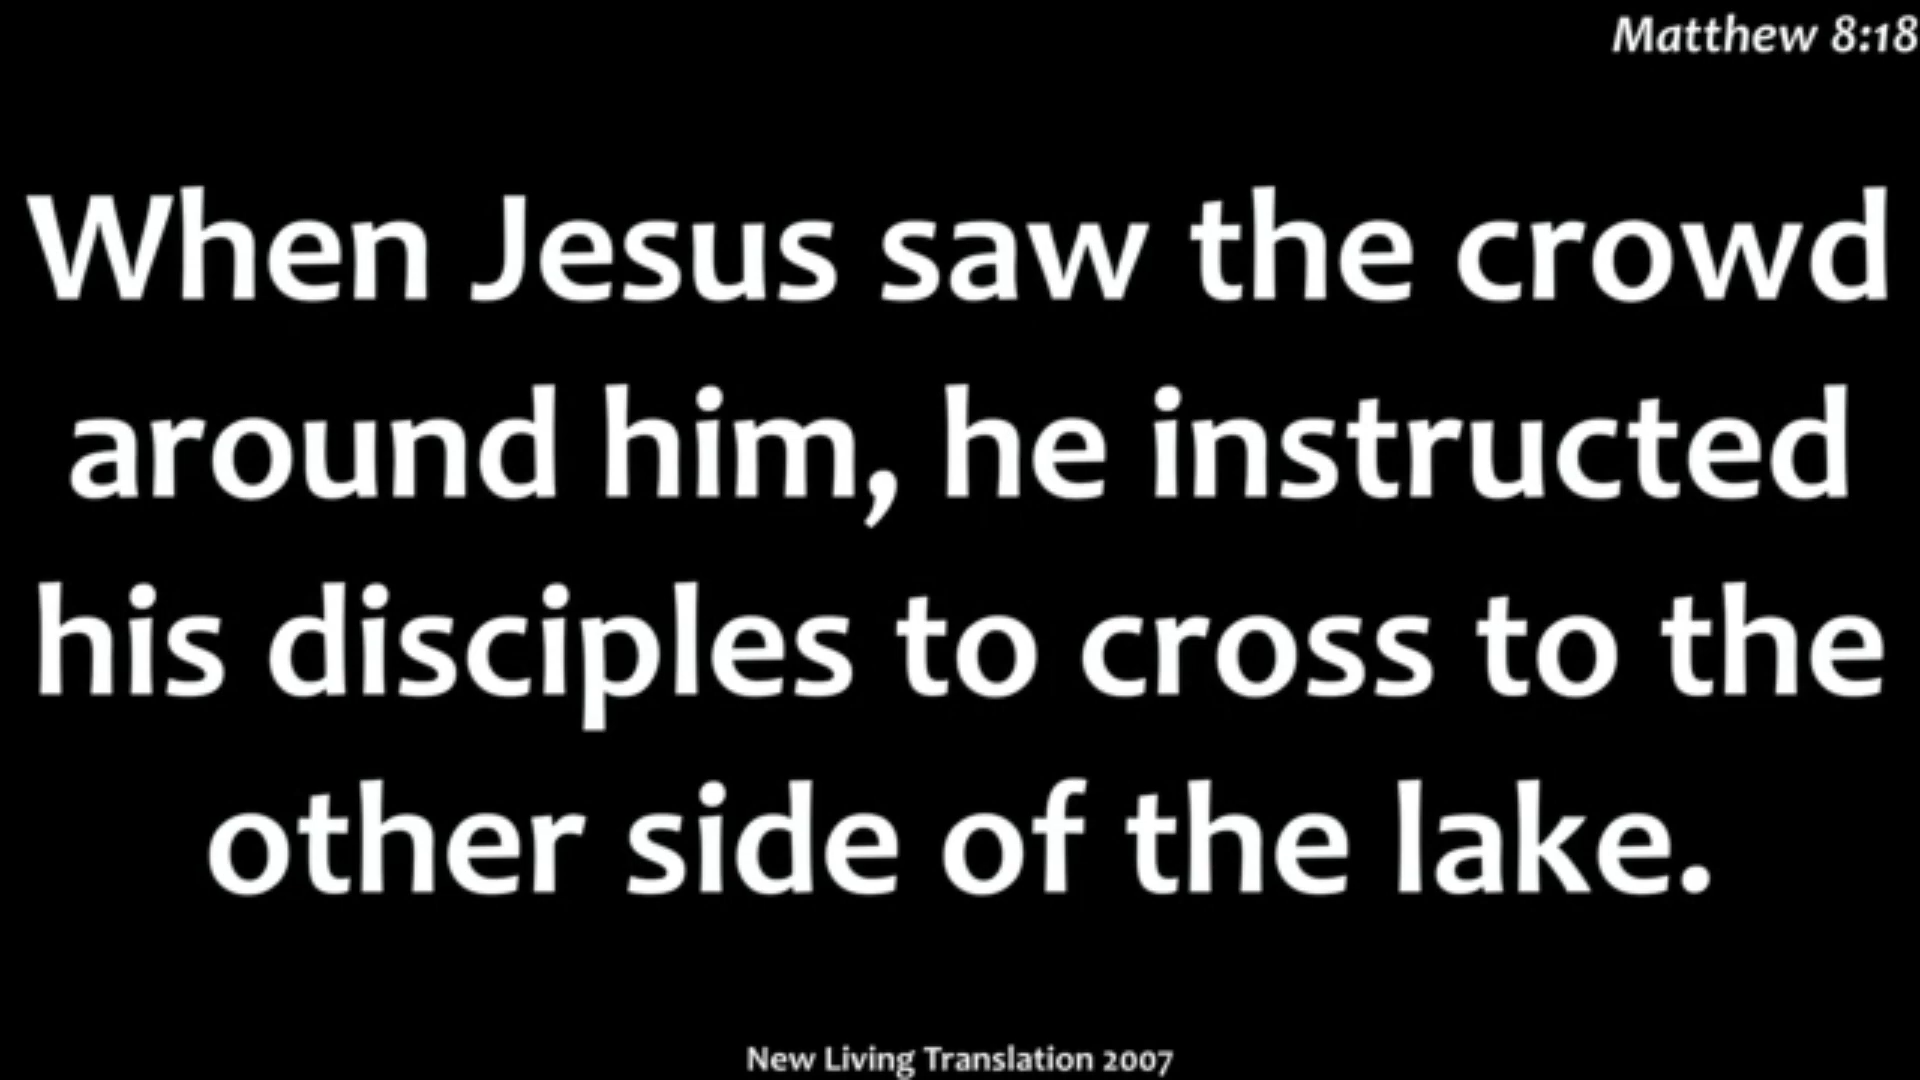 Matthew 8:18
When Jesus saw the crowd
around him, he instructed
his disciples to cross to the
other side of the lake.
New Living Translation 2007